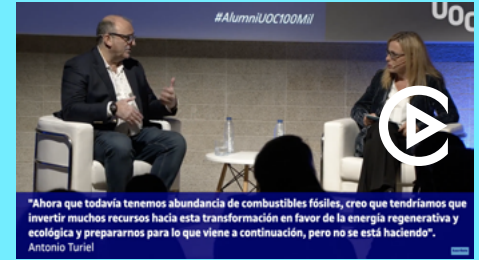 UOC
#AlumniUOC100Mil
"Ahora que todavía tenemos abundancia de combustibles fósiles, creo que tendríamos que
invertir muchos recursos hacia esta transformación en favor de la energía regenerativa y
ecológica y prepararnos para lo que viene a continuación, pero no se está haciendo".
Antonio Turiel